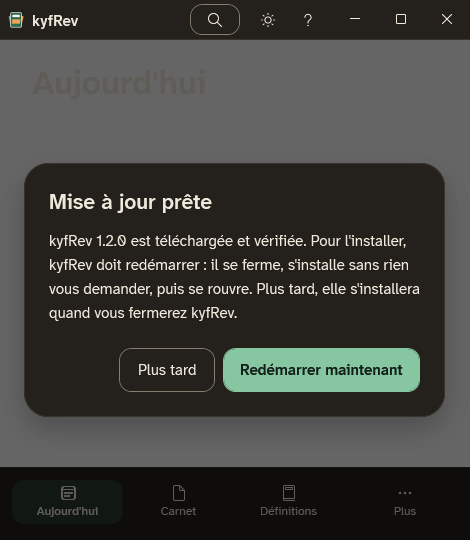 kyfRev
Aujourd'hui
Mise à jour prête
kyfRev 1.2.0 est téléchargée et vérifiée. Pour l'installer,
kyfRev doit redémarrer : il se ferme, s'installe sans rien
vous demander, puis se rouvre. Plus tard, elle s'installera
quand vous fermerez kyfRev.
Plus tard
Redémarrer maintenant
Aujourd'hui
Carnet
Définitions
Plus